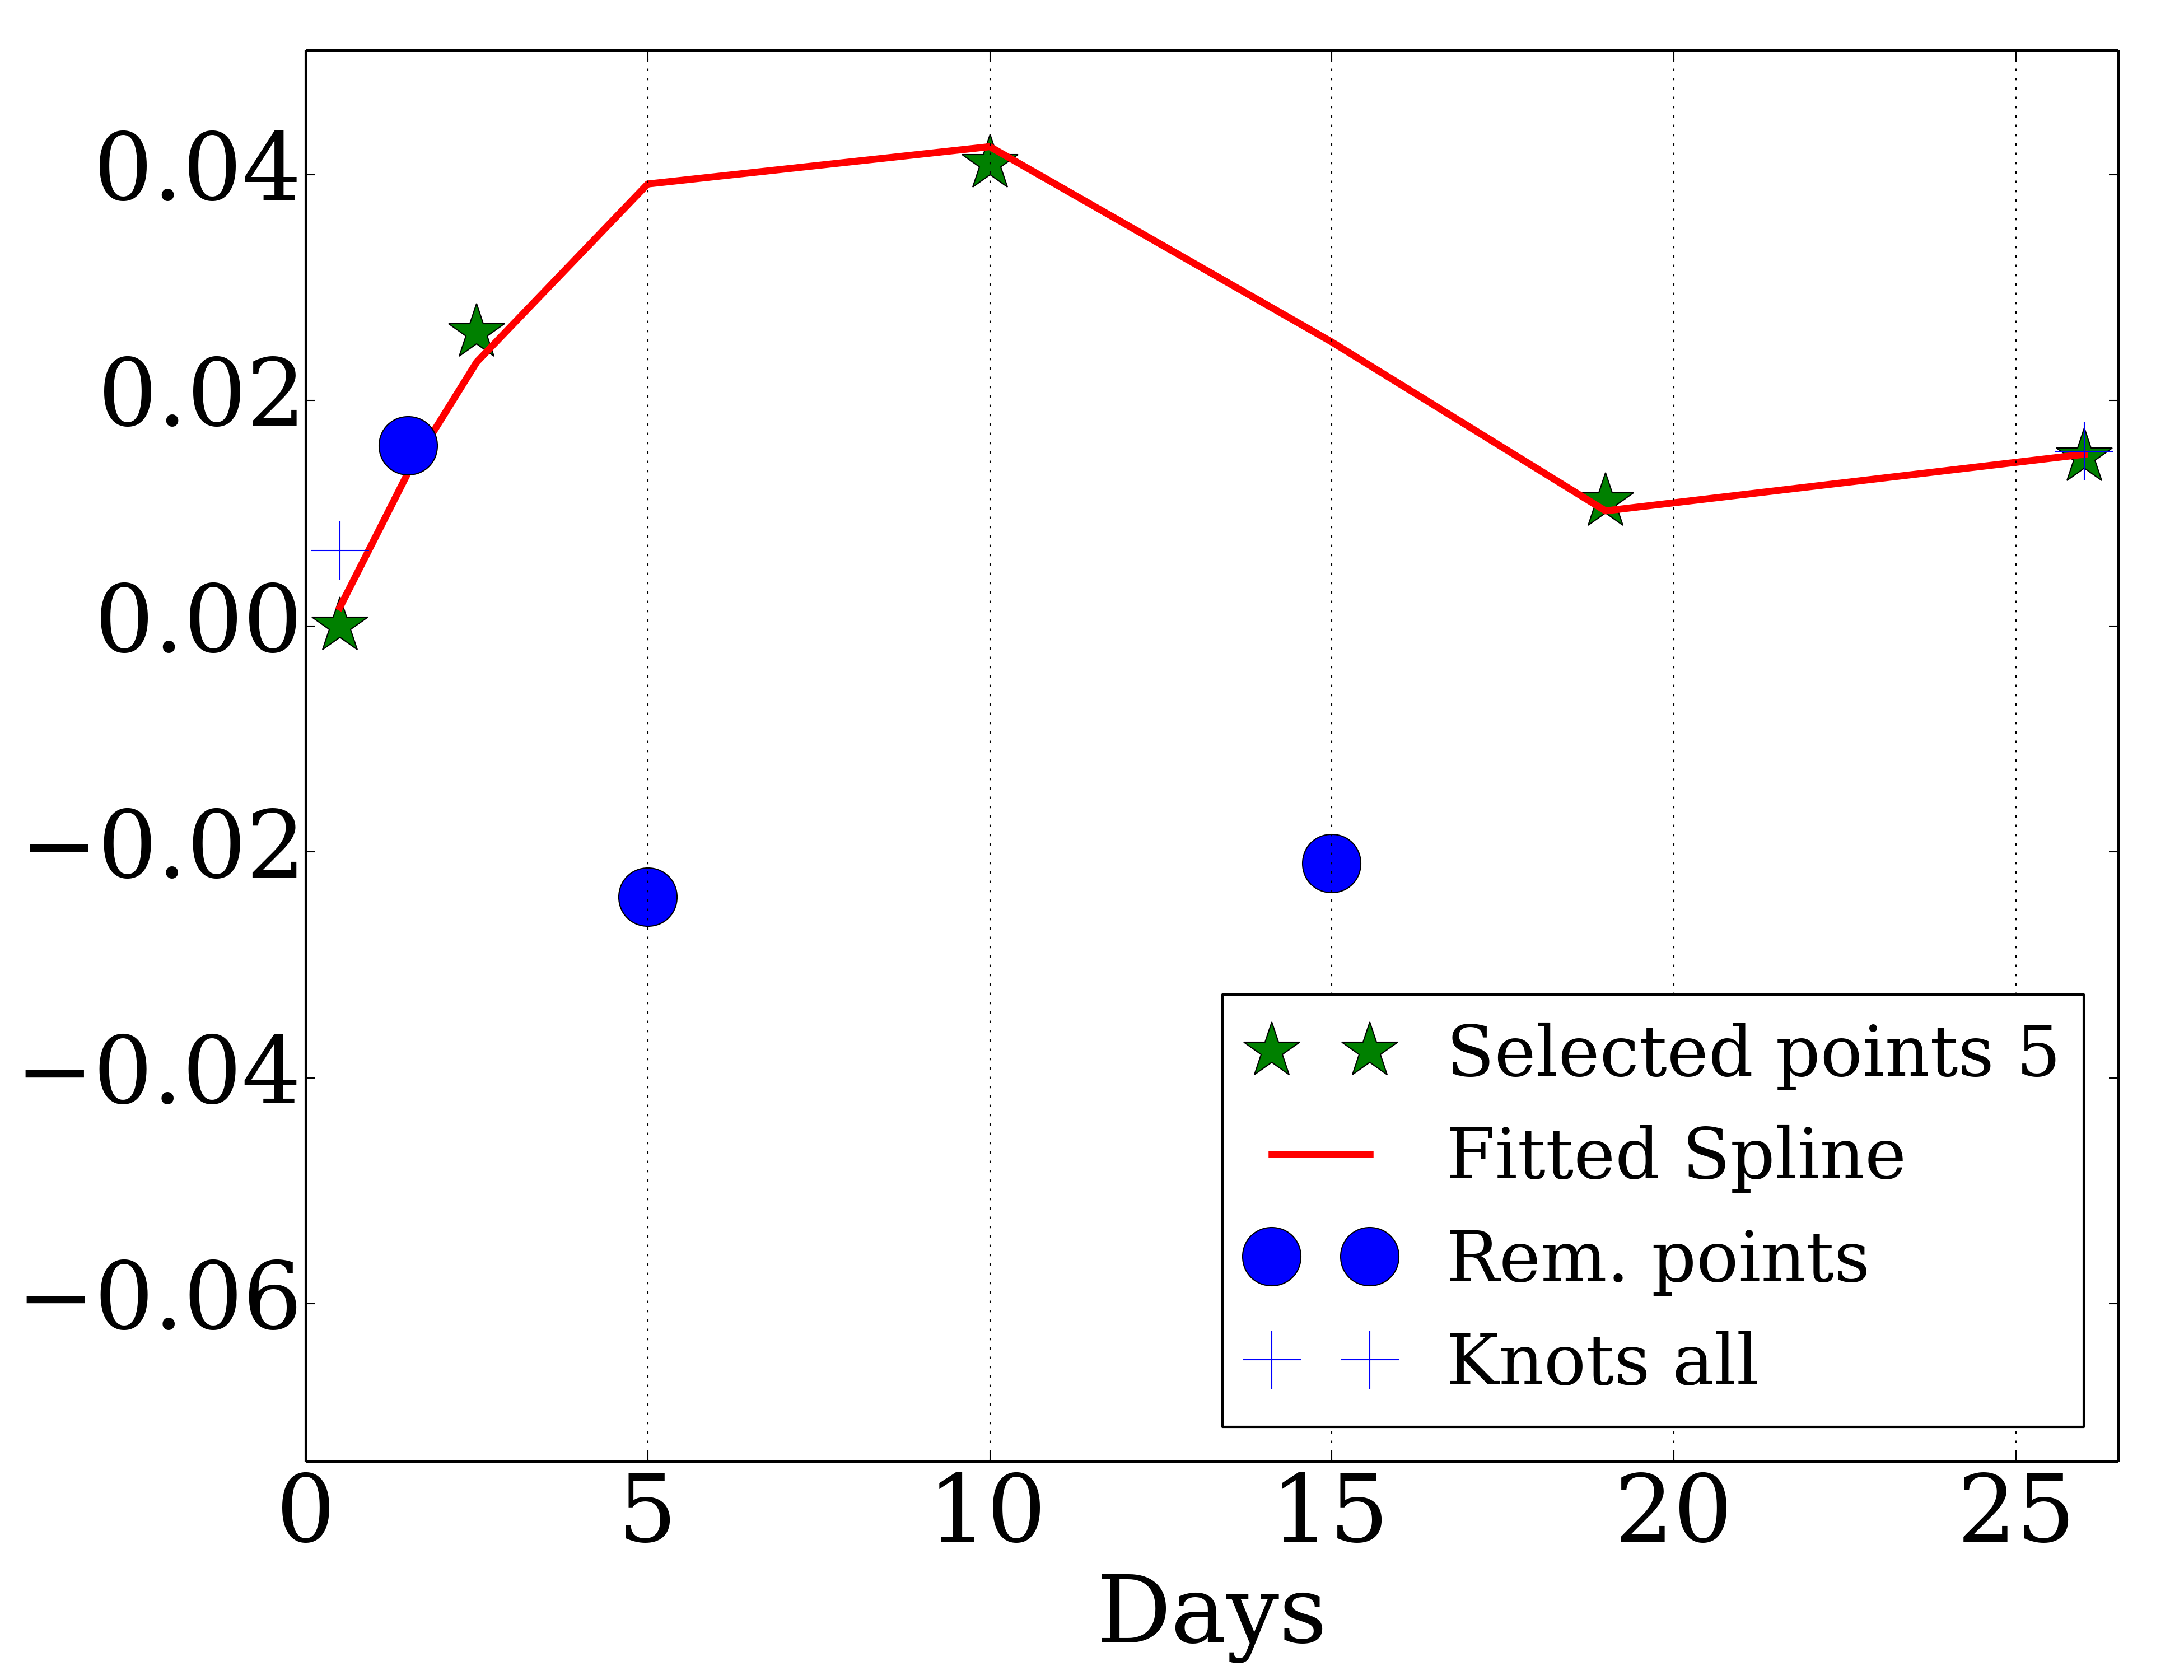 0.04
0.02
0.00
−0.02
−0.04
−0.06
Selected points 5
Fitted Spline
Rem. points
Knots all
0 5 10 15 20 25
Days